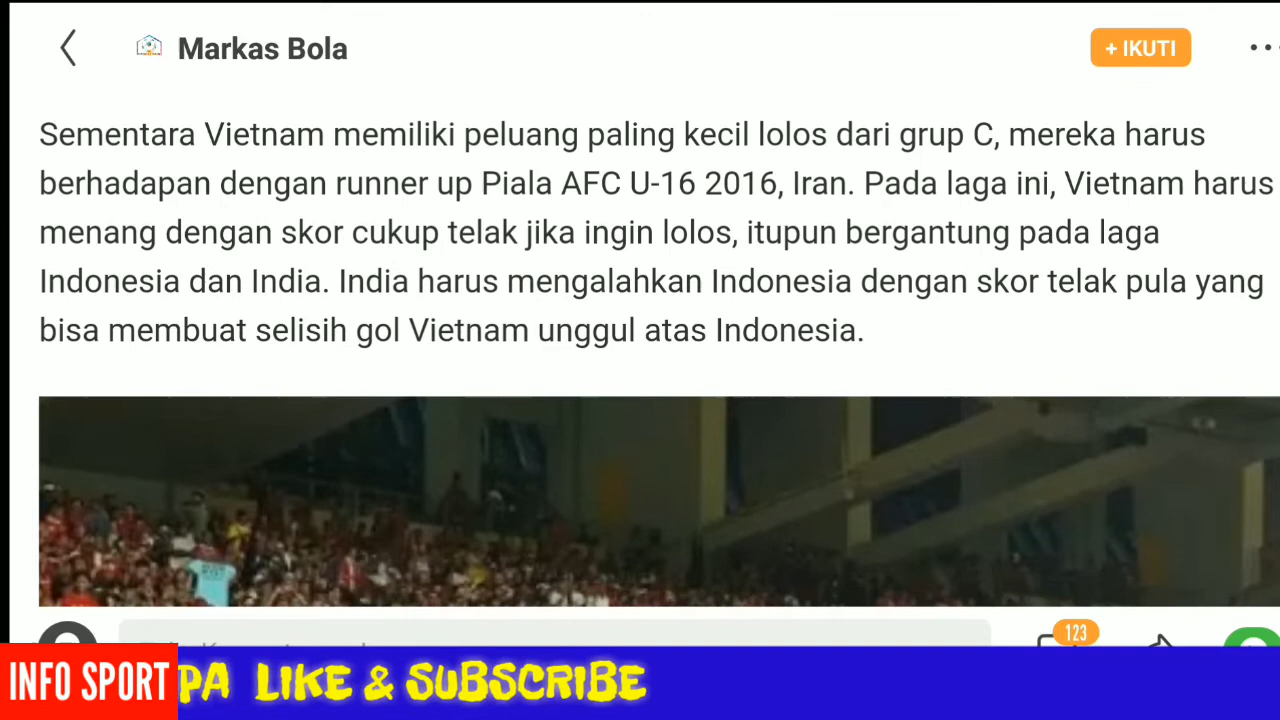 Markas Bola
+ IKUTI
Sementara Vietnam memiliki peluang paling kecil lolos dari grup C, mereka harus
berhadapan dengan runner up Piala AFC U-16 2016, Iran. Pada laga ini, Vietnam harus
menang dengan skor cukup telak jika ingin lolos, itupun bergantung pada laga
Indonesia dan India. India harus mengalahkan Indonesia dengan skor telak pula yang
bisa membuat selisih gol Vietnam unggul atas Indonesia.
123
INFO SPORT
PA LIKE & SUBSCRIBE